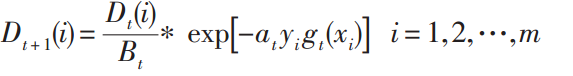 D_{t+1}(i) = \frac{D_t(i)}{B_t} * exp[-a_t y_i g_t(x_i)]  i = 1,2,⋯,m